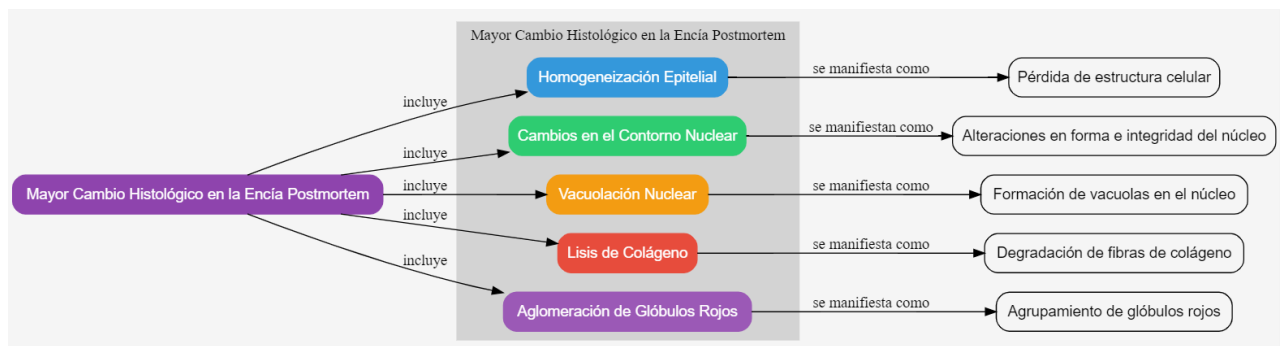 Mayor Cambio Histológico en la Encía Postmortem
Homogeneización Epitelial
se manifiesta como
Pérdida de estructura celular
incluye
Cambios en el Contorno Nuclear
se manifiestan como
Alteraciones en forma e integridad del núcleo
incluye
Mayor Cambio Histológico en la Encía Postmortem
incluye
Vacuolación Nuclear
se manifiesta como
Formación de vacuolas en el núcleo
incluye
Lisis de Colágeno
se manifiesta como
Degradación de fibras de colágeno
incluye
Aglomeración de Glóbulos Rojos
se manifiesta como
Agrupamiento de glóbulos rojos